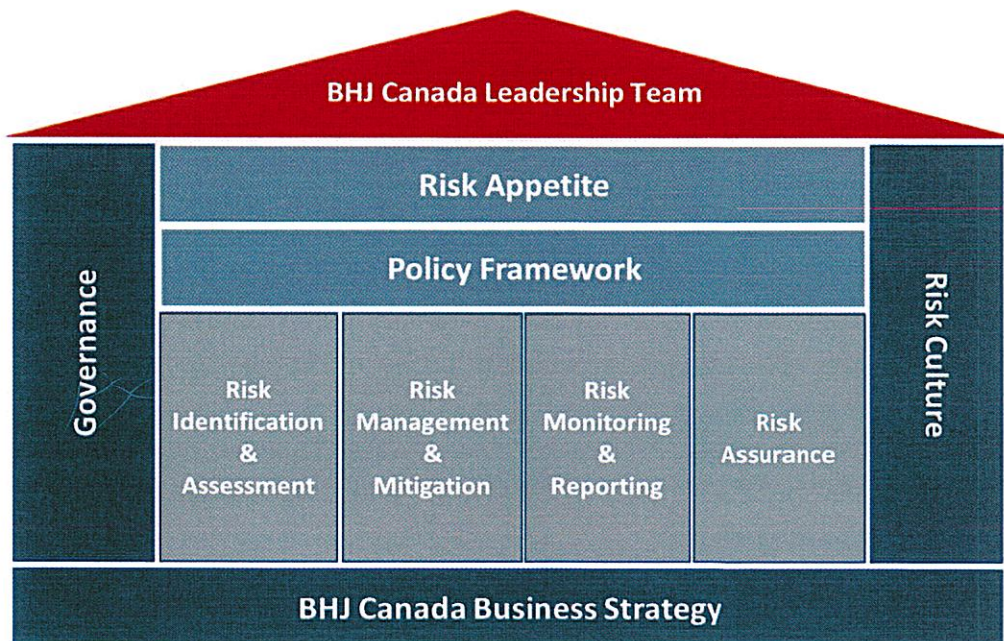 BHJ Canada Leadership Team
Governance
Risk Appetite
Policy Framework
Risk
Identification
&
Assessment
Risk
Management
&
Mitigation
Risk
Monitoring
&
Reporting
Risk
Assurance
Risk Culture
BHJ Canada Business Strategy